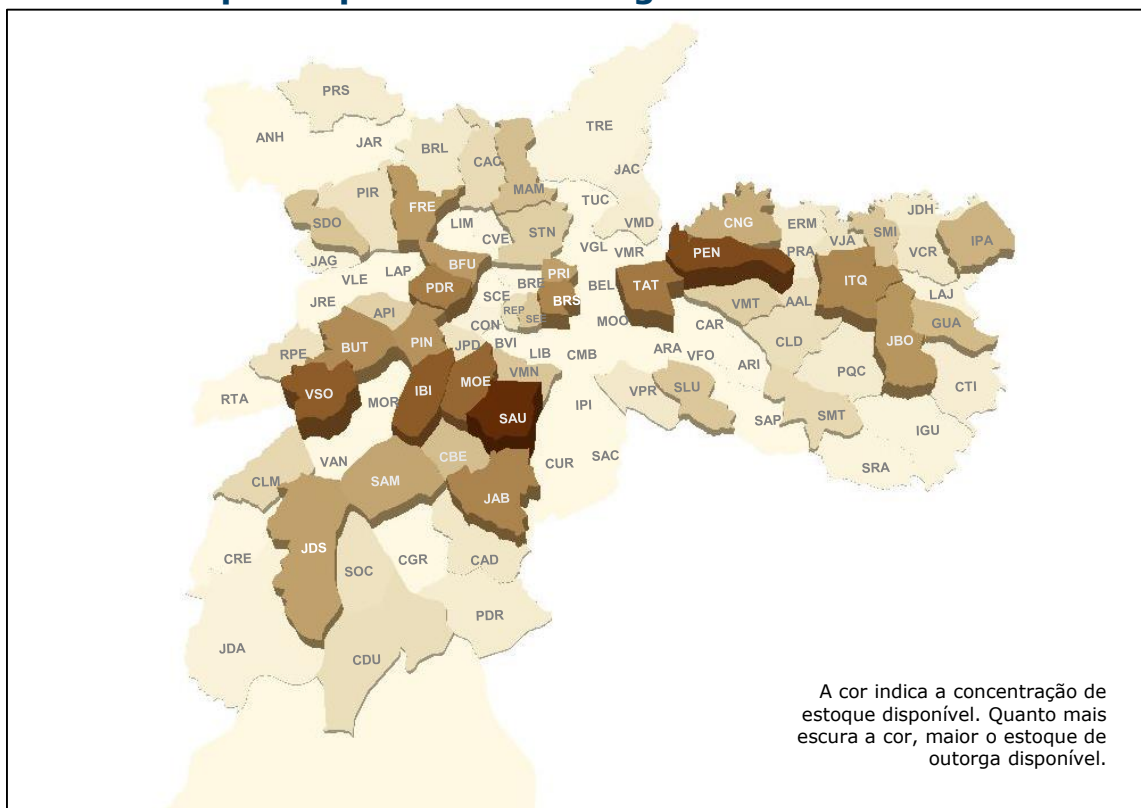 PRS
ANH
JAR
BRL
CAC
TRE
JAC
PIR
FRE
MAM
TUC
SDO
LIM
CVE
STN
VMD
CNG
ERM
JDH
JAG
VGL
VMR
PEN
PRA
VJA
SMI
VCR
IPA
VLE
LAP
BFU
PDR
BRE
PRI
BEL
TAT
ITQ
LAJ
JRE
API
SCE
REP
SEE
BRS
MOO
VMT
AAL
GUA
CON
CAR
RPE
BUT
PIN
JPD
BVI
LIB
CMB
ARA
VFO
CLD
JBO
ARI
PQC
CTI
RTA
VSO
MOR
IBI
MOE
VMN
SAU
IPI
VPR
SLU
SAP
SMT
IGU
SRA
VAN
CBE
CUR
SAC
CLM
SAM
JAB
JDS
CRE
SOC
CGR
CAD
PDR
JDA
CDU
A cor indica a concentração de
estoque disponível. Quanto mais
escura a cor, maior o estoque de
outorga disponível.